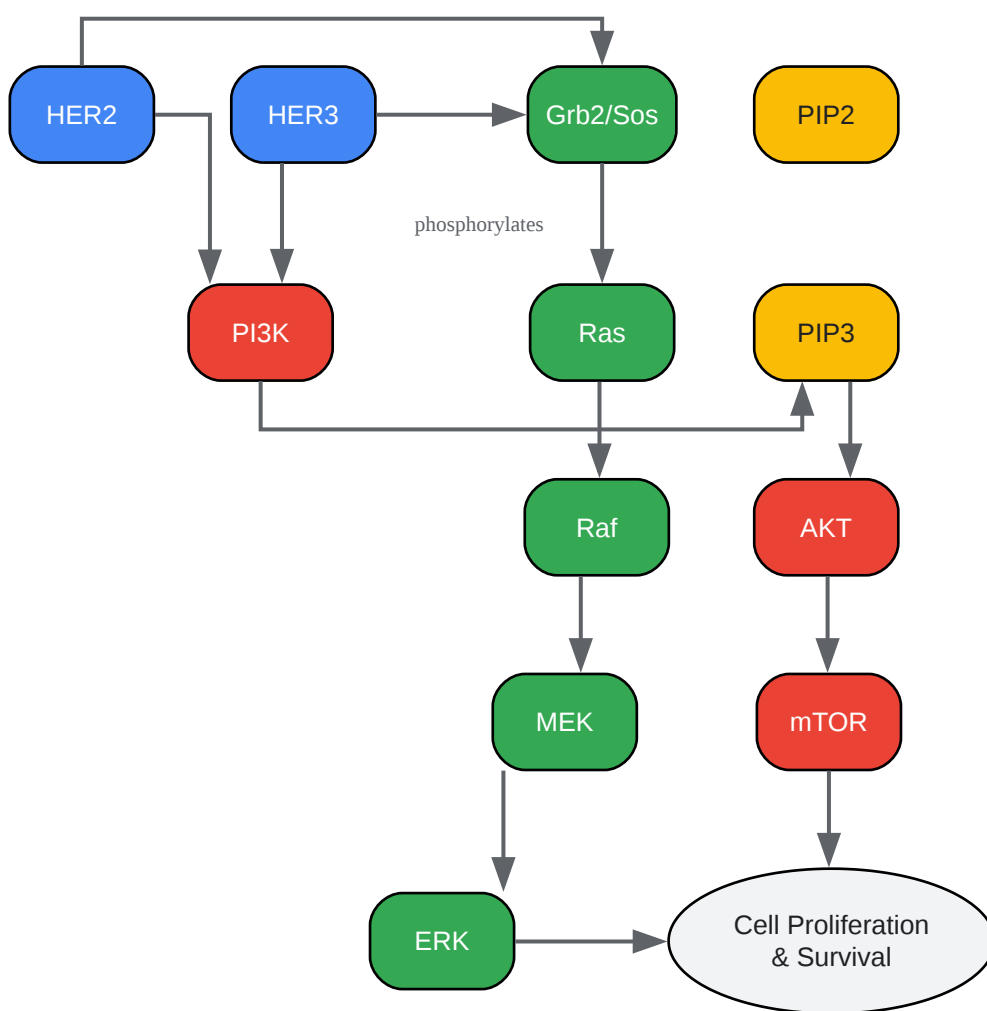 HER2
HER3
Grb2/Sos
PIP2
phosphorylates
PI3K
Ras
PIP3
Raf
AKT
MEK
mTOR
ERK
Cell Proliferation
& Survival